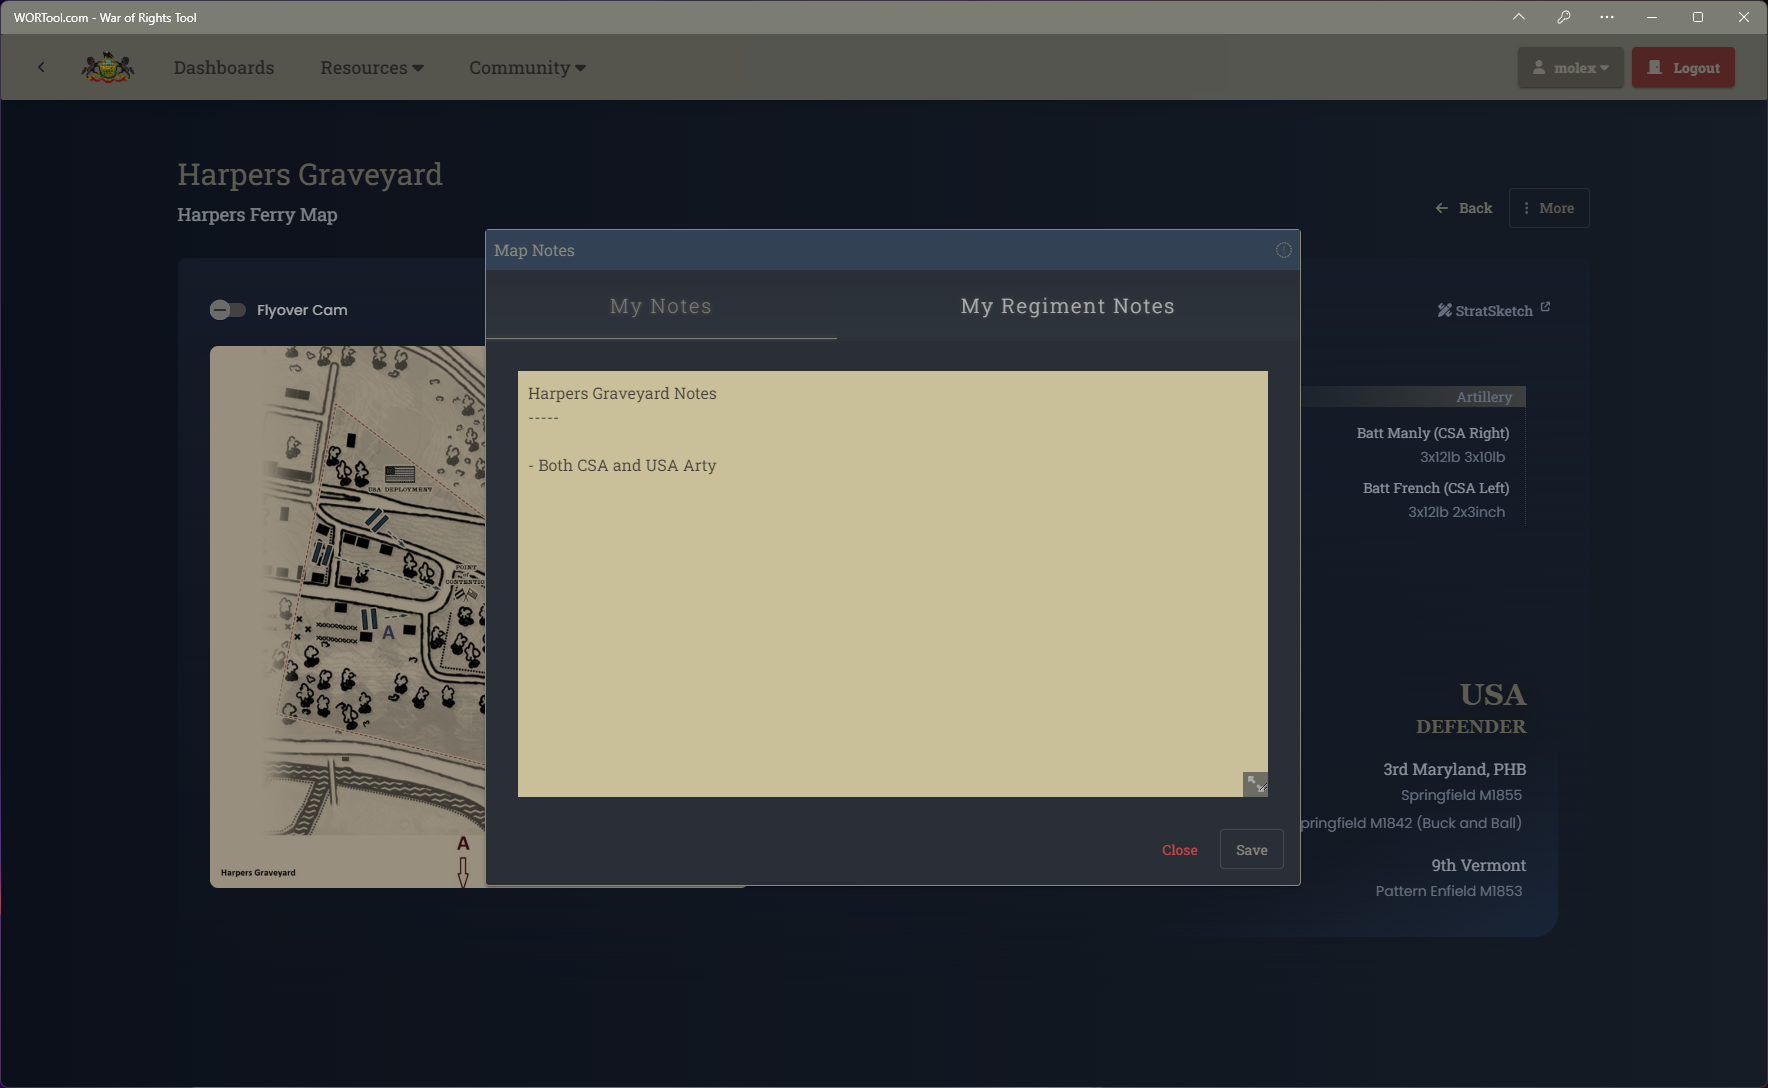 WORTool.com - War of Rights Tool
Dashboards
Resources
Community
molex
Logout
Harpers Graveyard
Harpers Ferry Map
Back
More
Map Notes
My Notes
My Regiment Notes
Flyover Cam
StratSketch
Harpers Graveyard Notes
-----
- Both CSA and USA Arty
Close
Save
USA DEPLOYMENT
POINT
OF
CONTENTIO
A
A
Harpers Graveyard
Artillery
Batt Manly (CSA Right)
3x12lb 3x10lb
Batt French (CSA Left)
3x12lb 2x3inch
USA
DEFENDER
3rd Maryland, PHB
Springfield M1855
pringfield M1842 (Buck and Ball)
9th Vermont
Pattern Enfield M1853